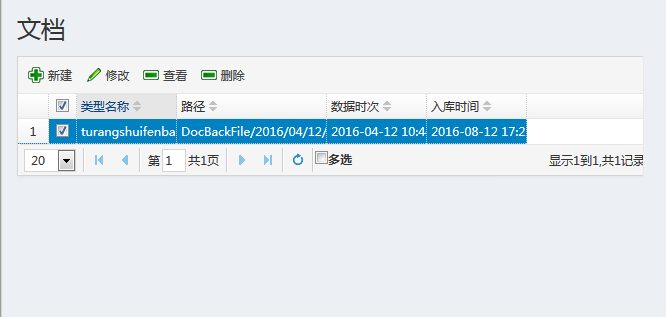 文档
新建 修改 查看 删除
类型名称 路径 数据时次 入库时间
1 turangshuifenba DocBackFile/2016/04/12/ 2016-04-12 10:4 2016-08-12 17:2
20 第 1 共1页 多选 显示1到1,共1记录